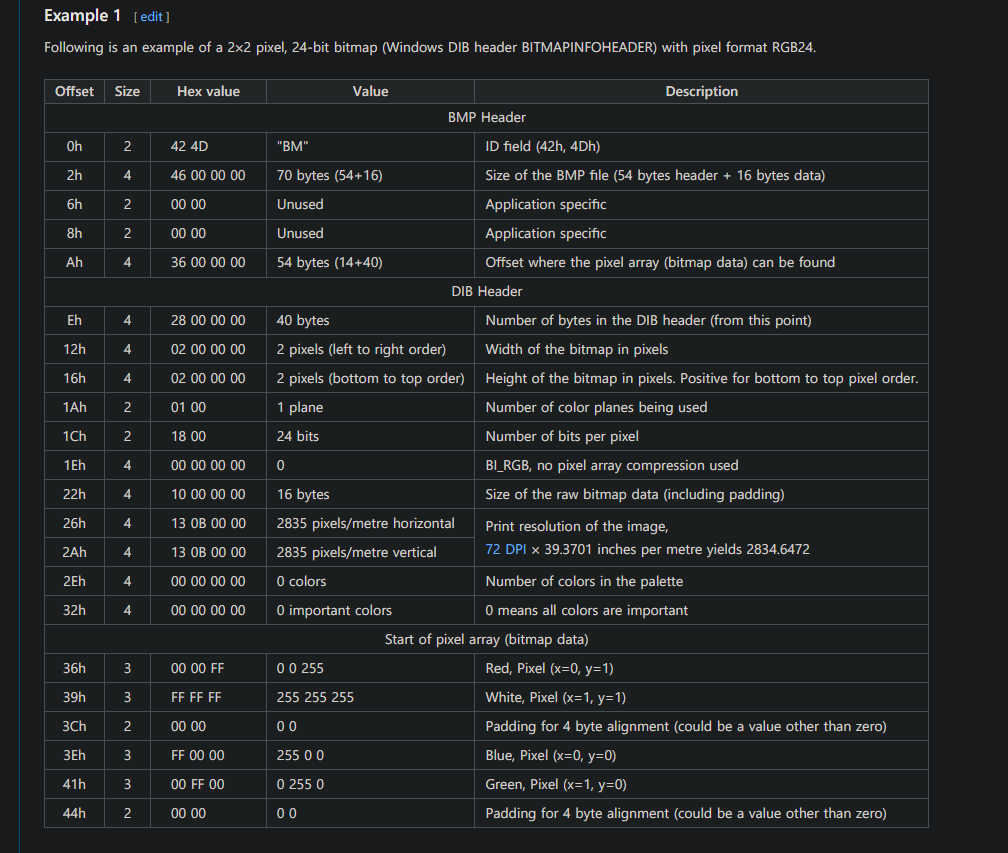 Example 1 [ edit ]
Following is an example of a 2×2 pixel, 24-bit bitmap (Windows DIB header BITMAPINFOHEADER) with pixel format RGB24.
Offset Size Hex value Value Description
BMP Header
0h 2 42 4D "BM" ID field (42h, 4Dh)
2h 4 46 00 00 00 70 bytes (54+16) Size of the BMP file (54 bytes header + 16 bytes data)
6h 2 00 00 Unused Application specific
8h 2 00 00 Unused Application specific
Ah 4 36 00 00 00 54 bytes (14+40) Offset where the pixel array (bitmap data) can be found
DIB Header
Eh 4 28 00 00 00 40 bytes Number of bytes in the DIB header (from this point)
12h 4 02 00 00 00 2 pixels (left to right order) Width of the bitmap in pixels
16h 4 02 00 00 00 2 pixels (bottom to top order) Height of the bitmap in pixels. Positive for bottom to top pixel order.
1Ah 2 01 00 1 plane Number of color planes being used
1Ch 2 18 00 24 bits Number of bits per pixel
1Eh 4 00 00 00 00 0 BI_RGB, no pixel array compression used
22h 4 10 00 00 00 16 bytes Size of the raw bitmap data (including padding)
26h 4 13 0B 00 00 2835 pixels/metre horizontal Print resolution of the image,
2Ah 4 13 0B 00 00 2835 pixels/metre vertical 72 DPI × 39.3701 inches per metre yields 2834.6472
2Eh 4 00 00 00 00 0 colors Number of colors in the palette
32h 4 00 00 00 00 0 important colors 0 means all colors are important
Start of pixel array (bitmap data)
36h 3 00 00 FF 0 0 255 Red, Pixel (x=0, y=1)
39h 3 FF FF FF 255 255 255 White, Pixel (x=1, y=1)
3Ch 2 00 00 0 0 Padding for 4 byte alignment (could be a value other than zero)
3Eh 3 FF 00 00 255 0 0 Blue, Pixel (x=0, y=0)
41h 3 00 FF 00 0 255 0 Green, Pixel (x=1, y=0)
44h 2 00 00 0 0 Padding for 4 byte alignment (could be a value other than zero)